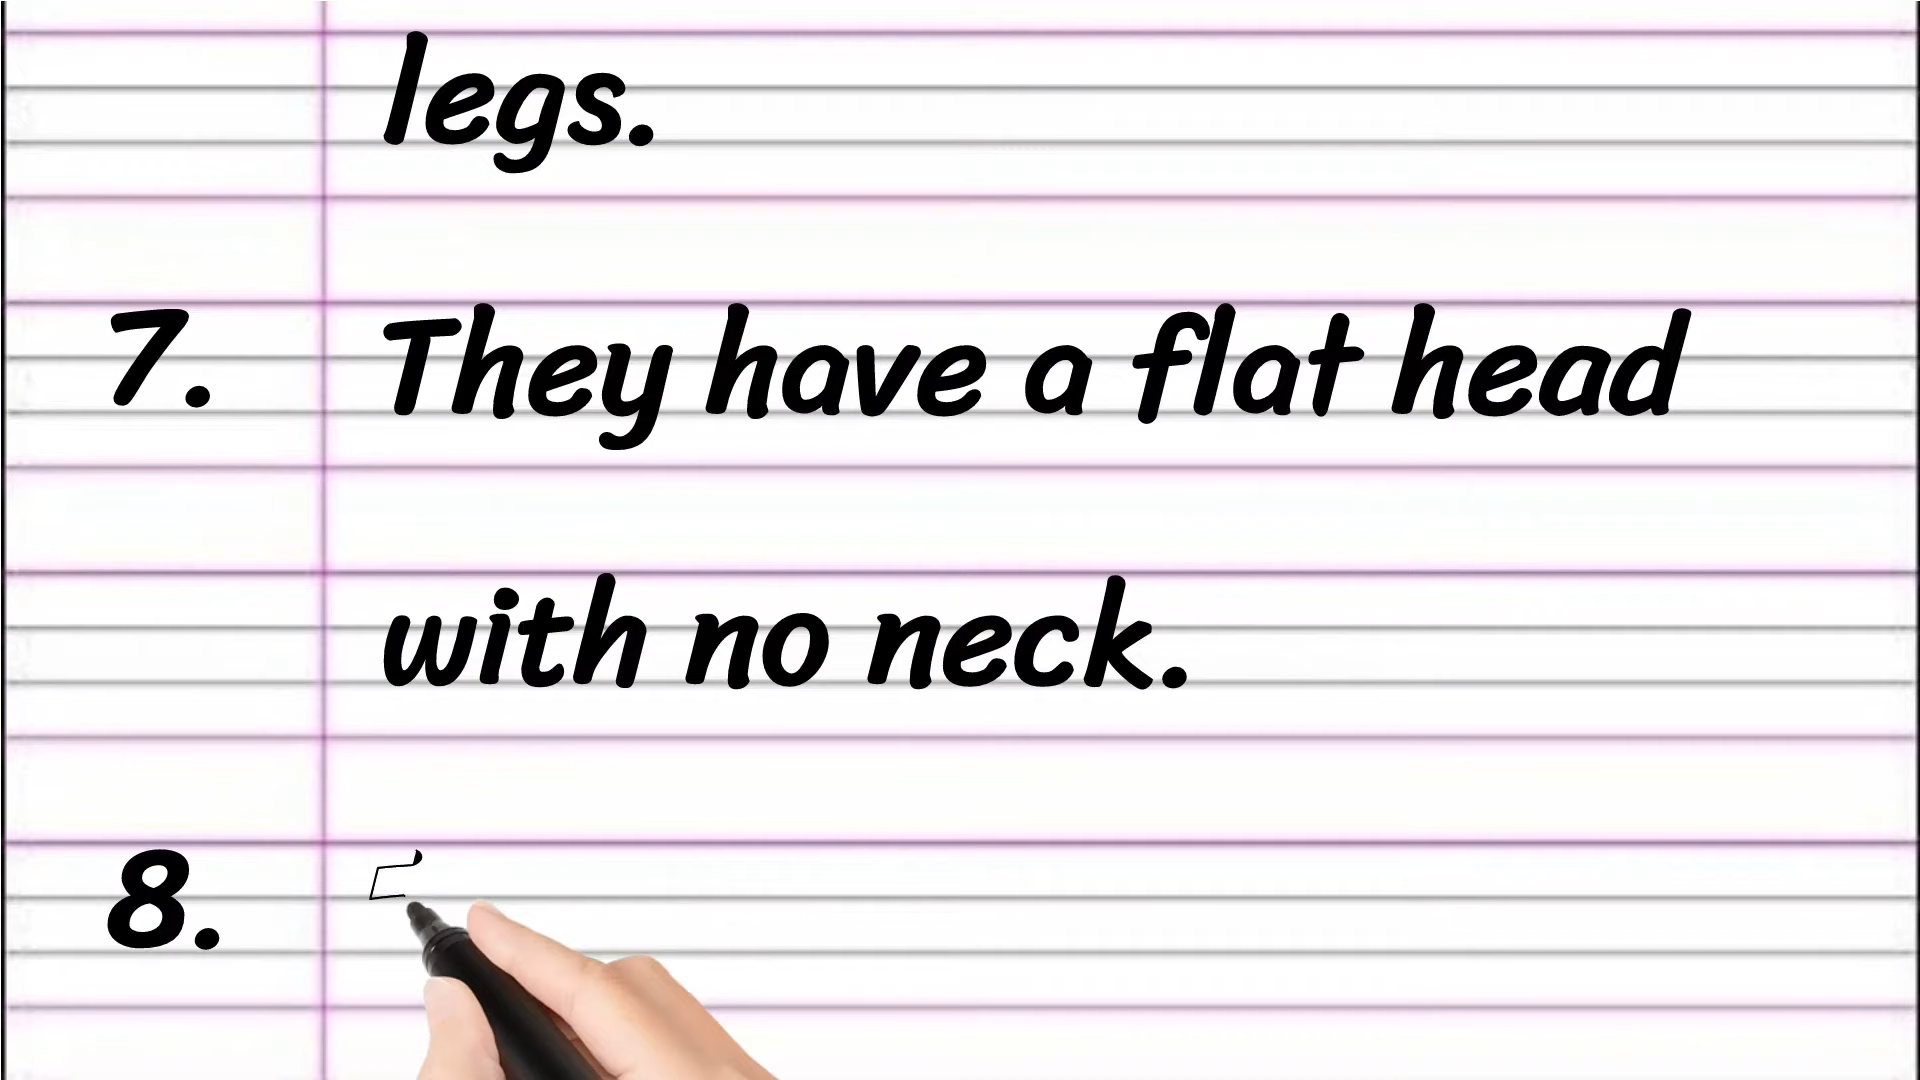 legs.
7. They have a flat head
with no neck.
8.